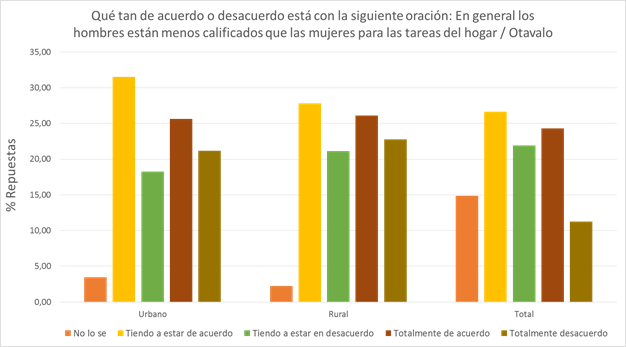 Qué tan de acuerdo o desacuerdo está con la siguiente oración: En general los
hombres están menos calificados que las mujeres para las tareas del hogar / Otavalo
% Repuestas
35,00
30,00
25,00
20,00
15,00
10,00
5,00
0,00
Urbano Rural Total
No lo se Tiendo a estar de acuerdo Tiendo a estar en desacuerdo Totalmente de acuerdo Totalmente desacuerdo